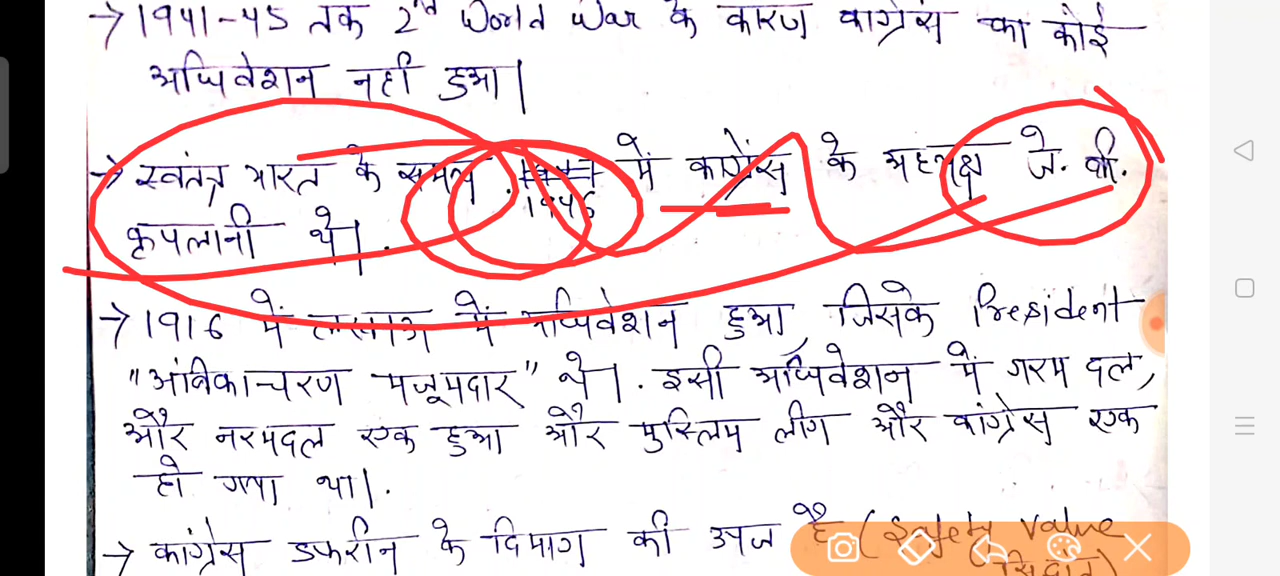 → 1941-45 तक 2nd World War के कारण कांग्रेस का कोई
अधिवेशन नहीं हुआ।
→ स्वतंत्र भारत के समय 1946 में कांग्रेंस के अध्यक्ष जे. वी.
कृपलानी थे।.
→ 1916 में लखनऊ में अधिवेशन हुआ, जिसके President
"अंविकाचरण मजूमदार" थे।. इसी अधिवेशन में गरम दल,
और नरमदल एक हुआ और मुस्लिम लीग और कांग्रेस एक
हो गया था।.
→ कांग्रेस डफरीन के दिमाग की उपज है (Safety Value
सिद्धांत)